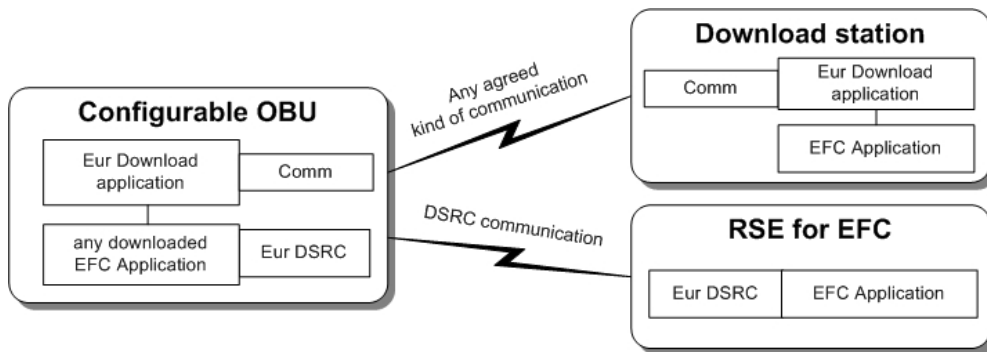 Configurable OBU
Eur Download
application
Comm
any downloaded
EFC Application
Eur DSRC
Any agreed
kind of communication
DSRC communication
Download station
Comm
Eur Download
application
EFC Application
RSE for EFC
Eur DSRC
EFC Application